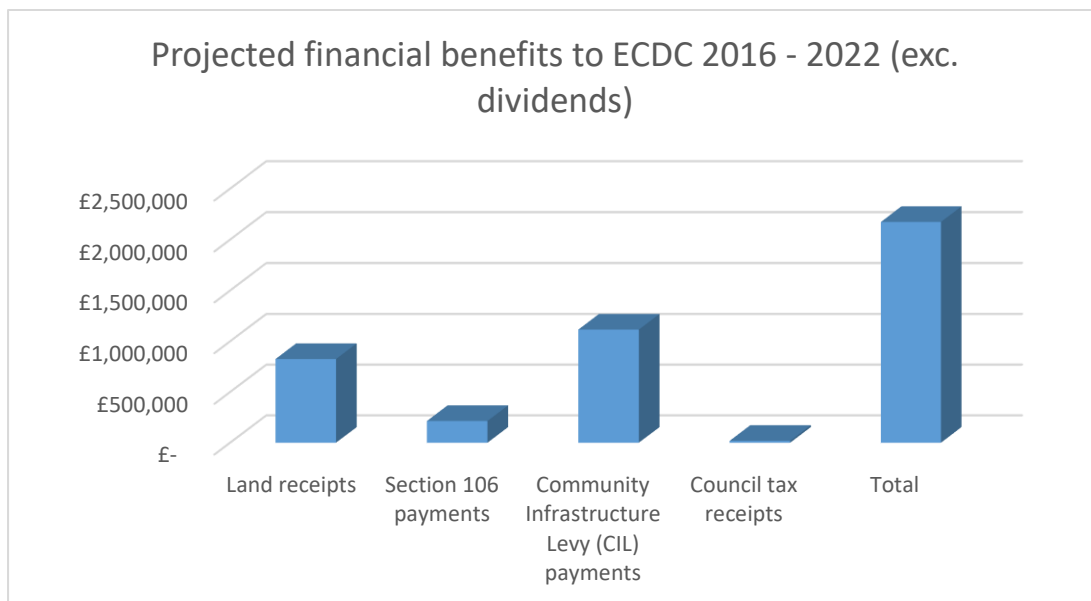 Projected financial benefits to ECDC 2016 - 2022 (exc.
dividends)
£2,500,000
£2,000,000
£1,500,000
£1,000,000
£500,000
£-
Land receipts
Section 106
payments
Community
Infrastructure
Levy (CIL)
payments
Council tax
receipts
Total